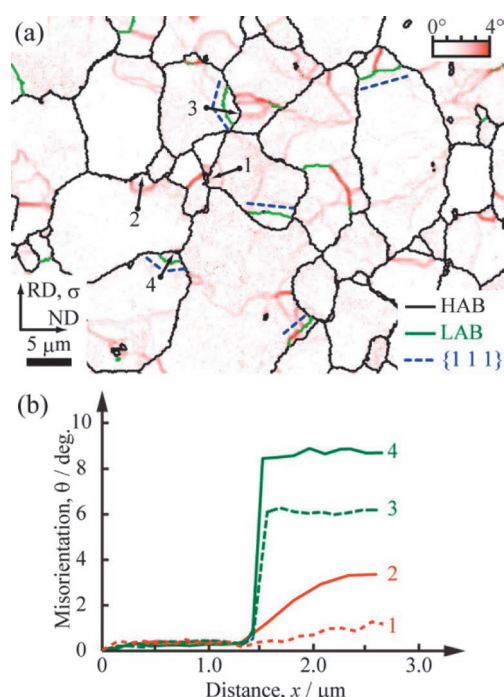 (a)
0° 4°
3
1
2
4
RD, σ
ND
5 μm
HAB
LAB
{1 1 1}
(b)
Misorientation, θ / deg.
10
8
6
4
2
0
4
3
2
1
0 1.0 2.0 3.0
Distance, x / μm